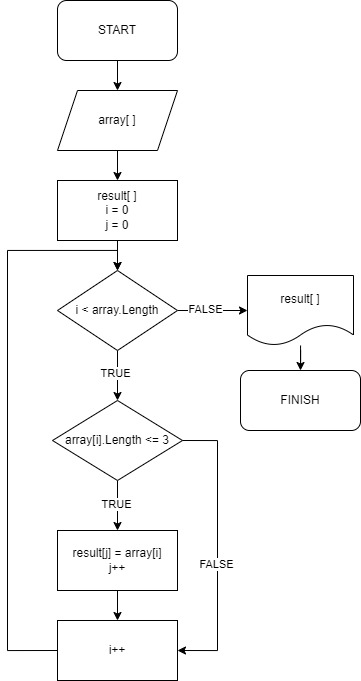 START
array[ ]
result[ ]
i = 0
j = 0
i < array.Length
FALSE
result[ ]
TRUE
FINISH
array[i].Length <= 3
TRUE
FALSE
result[j] = array[i]
j++
i++